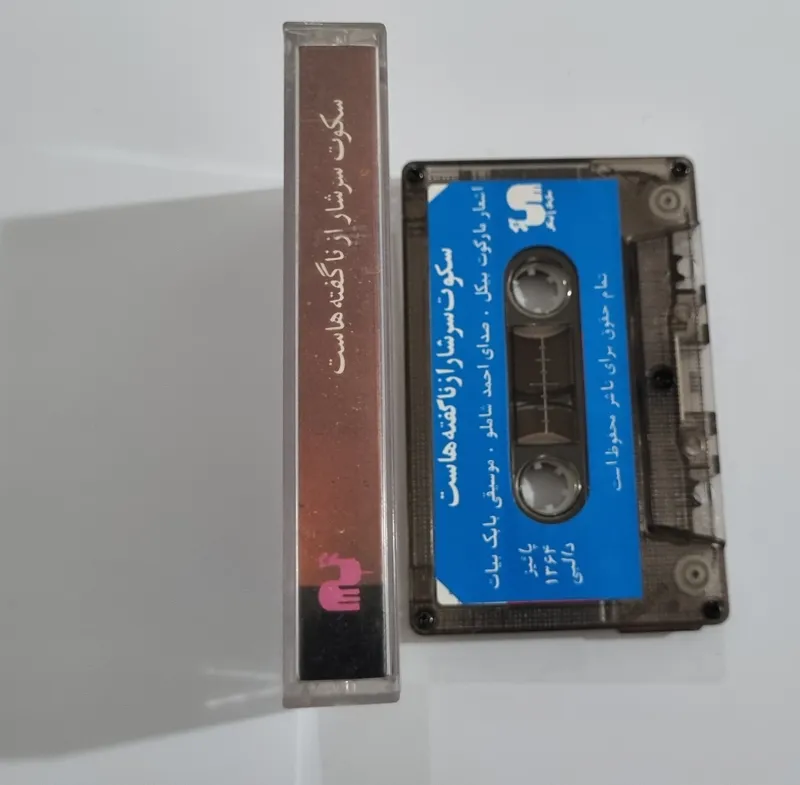 سکوت سرشار از ناگفته هاست
سکوت سرشار از ناگفته هاست
اشعار مارگوت بیکل . صدای احمد شاملو . موسیقی بابک بیات
پائیز
۱۳۶۴
دالبی
تمام حقوق برای ناشر محفوظ است